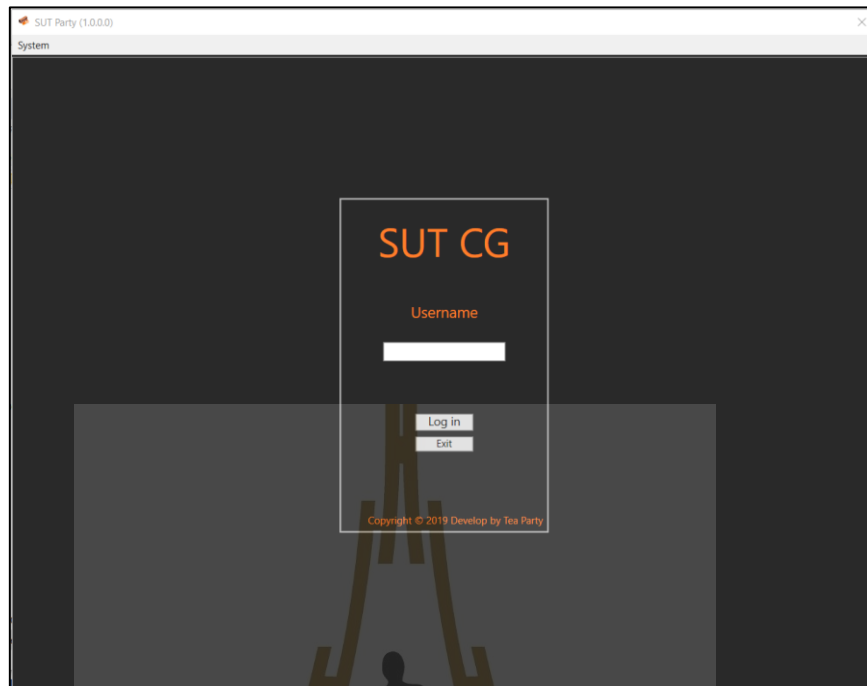 SUT Party (1.0.0.0)
System
SUT CG
Username
Log in
Exit
Copyright © 2019 Develop by Tea Party